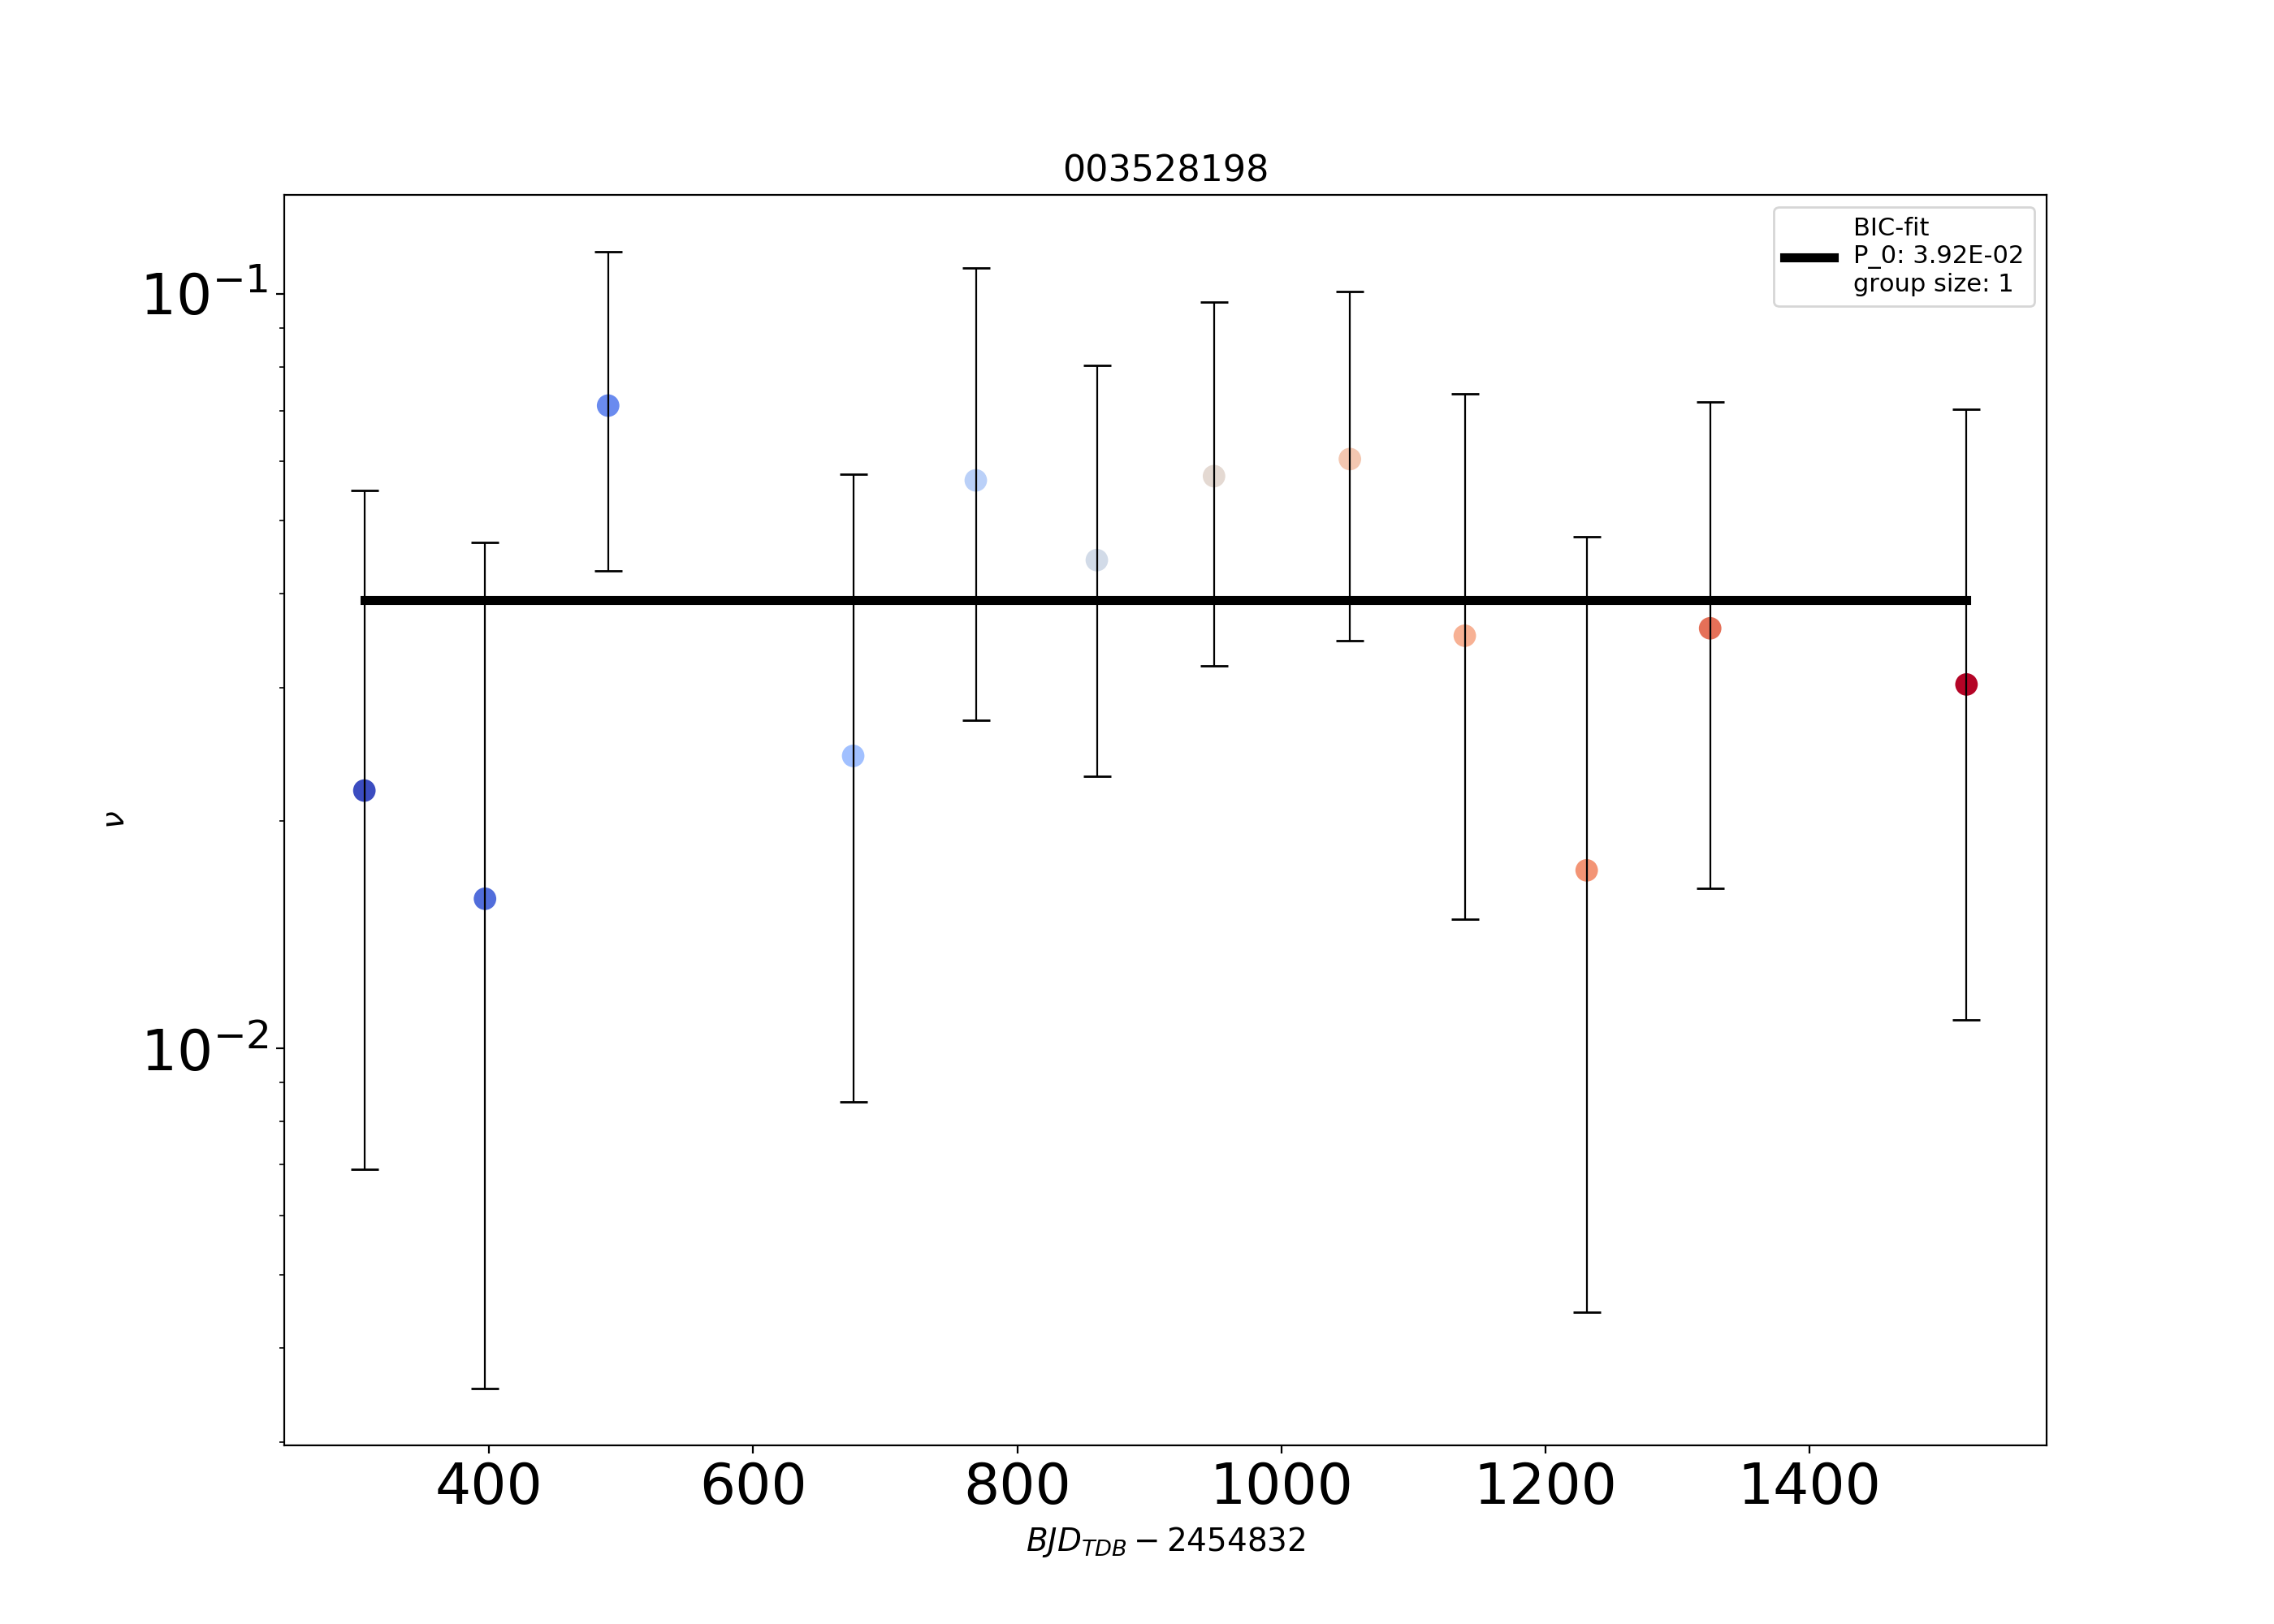 003528198
BIC-fit
P_0: 3.92E-02
group size: 1
10⁻¹
10⁻²
ν
400 600 800 1000 1200 1400
BJD_{TDB} − 2454832